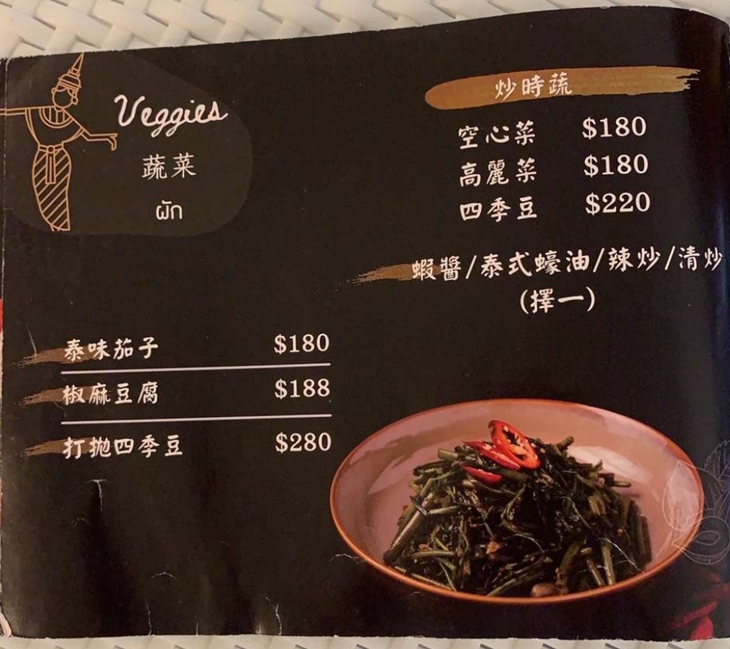 Veggies
蔬菜
ผัก
炒時蔬
空心菜 $180
高麗菜 $180
四季豆 $220
蝦醬/泰式蠔油/辣炒/清炒
(擇一)
泰味茄子 $180
椒麻豆腐 $188
打拋四季豆 $280